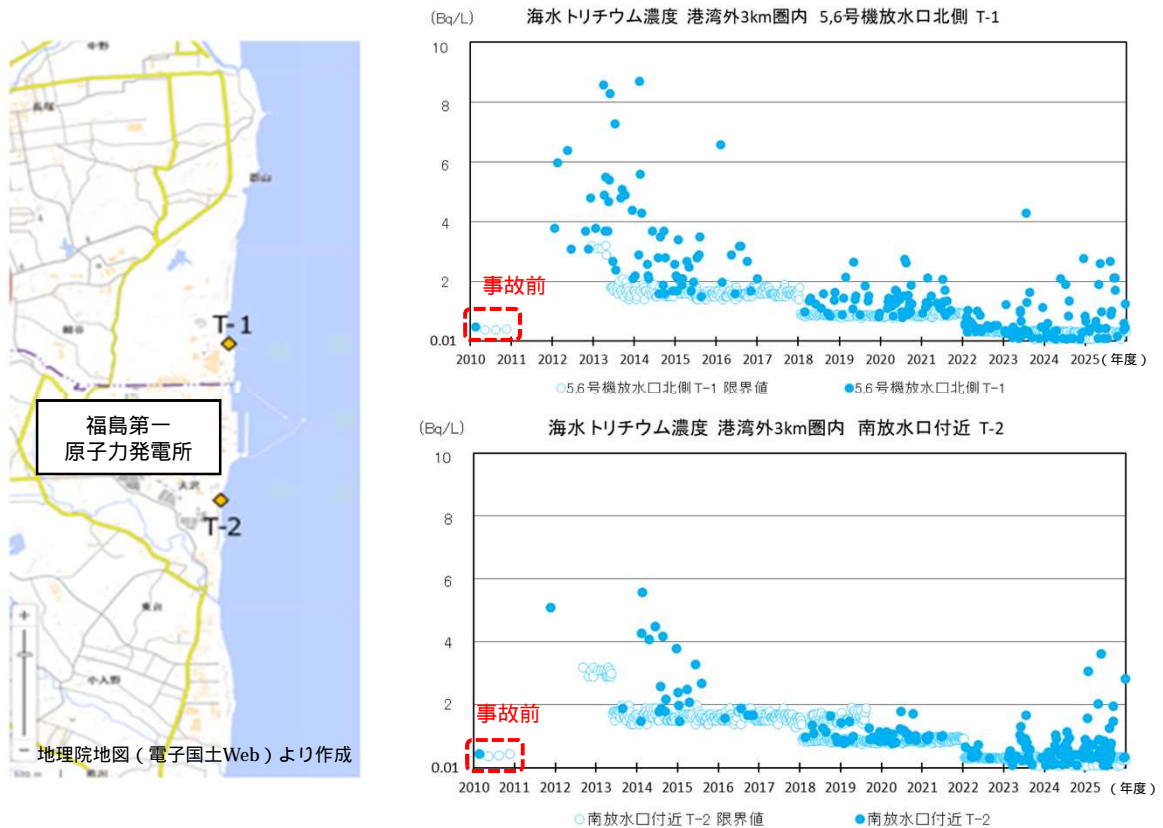 中野
長塚
郡山
T-1
細谷
福島第一
原子力発電所
大沢
T-2
小入野
地理院地図（電子国土Web）より作成
(Bq/L)
海水トリチウム濃度 港湾外3km圏内 5,6号機放水口北側 T-1
10
8
6
4
2
0.01
事故前
2010 2011 2012 2013 2014 2015 2016 2017 2018 2019 2020 2021 2022 2023 2024 2025 (年度)
5,6号機放水口北側 T-1 限界値 5,6号機放水口北側 T-1
(Bq/L)
海水トリチウム濃度 港湾外3km圏内 南放水口付近 T-2
10
8
6
4
2
0.01
事故前
2010 2011 2012 2013 2014 2015 2016 2017 2018 2019 2020 2021 2022 2023 2024 2025 (年度)
南放水口付近 T-2 限界値 南放水口付近 T-2